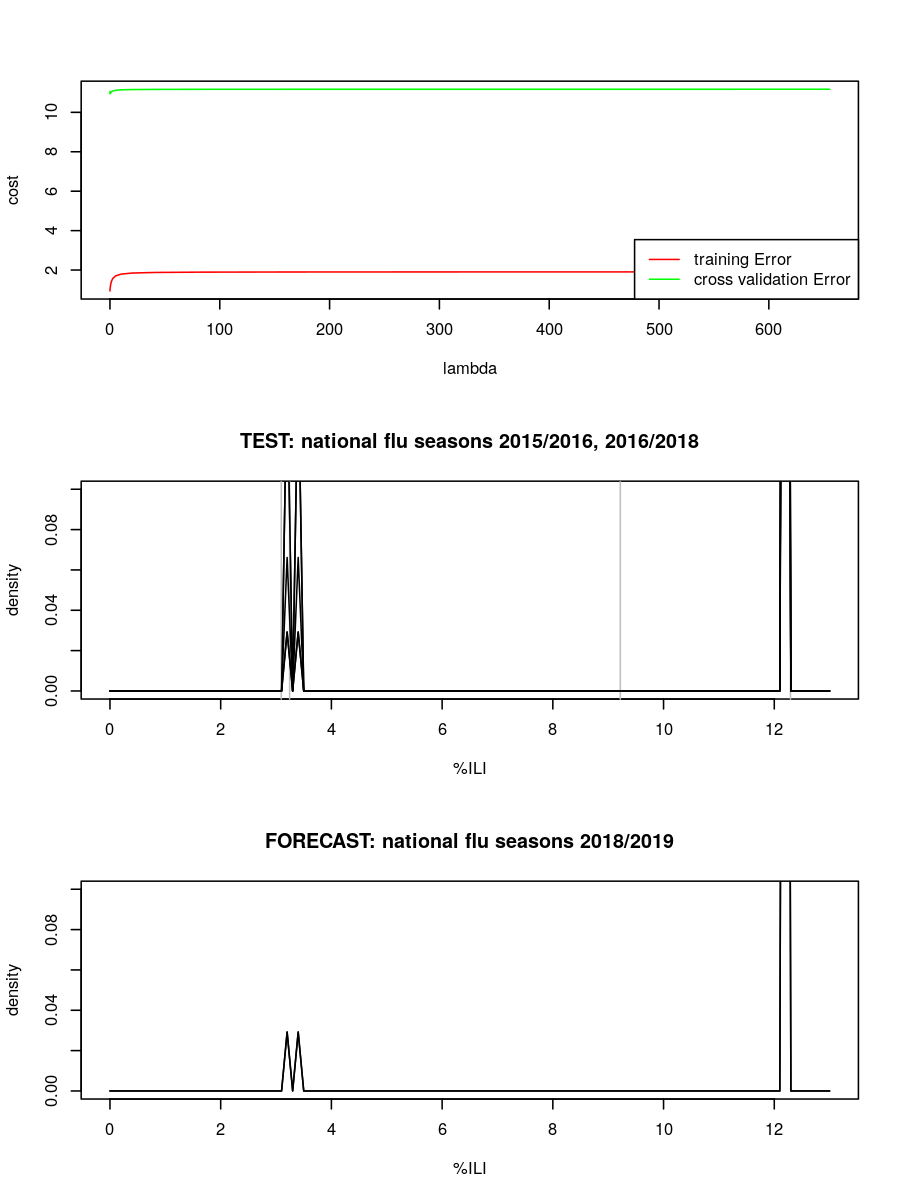 cost
10
8
6
4
2
training Error
cross validation Error
0 100 200 300 400 500 600
lambda
TEST: national flu seasons 2015/2016, 2016/2018
density
0.08
0.04
0.00
0 2 4 6 8 10 12
%ILI
FORECAST: national flu seasons 2018/2019
density
0.08
0.04
0.00
0 2 4 6 8 10 12
%ILI